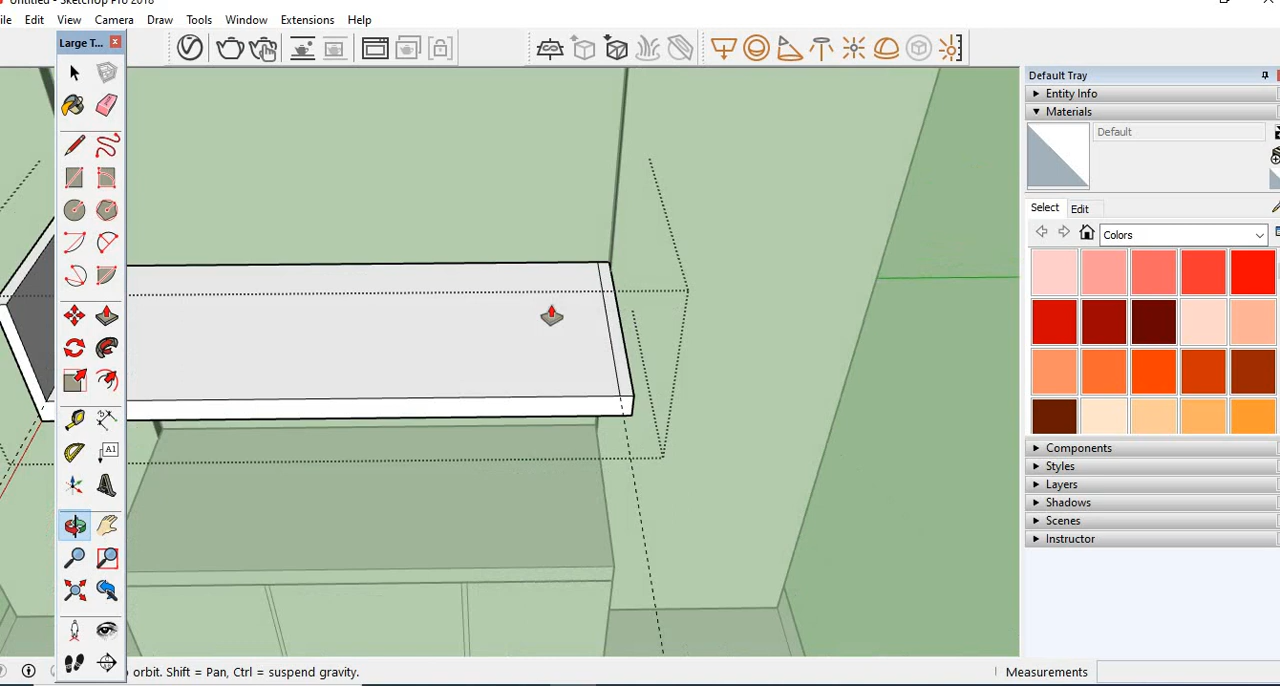 Untitled - SketchUp Pro 2018
ile Edit View Camera Draw Tools Window Extensions Help
Large T...
Default Tray
Entity Info
Materials
Default
Select Edit
Colors
A1
Components
Styles
Layers
Shadows
Scenes
Instructor
orbit. Shift = Pan, Ctrl = suspend gravity.
Measurements